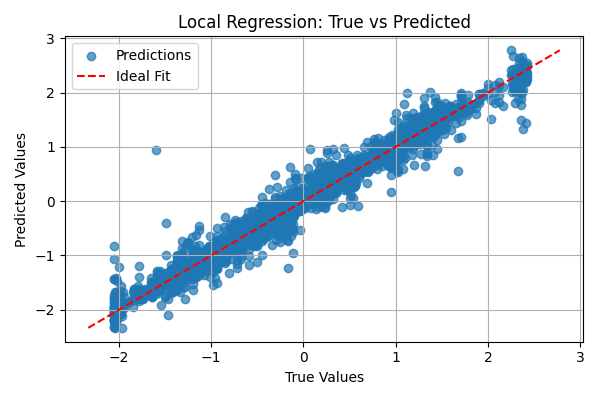 Local Regression: True vs Predicted
Predictions
Ideal Fit
Predicted Values
3
2
1
0
−1
−2
−2 −1 0 1 2 3
True Values